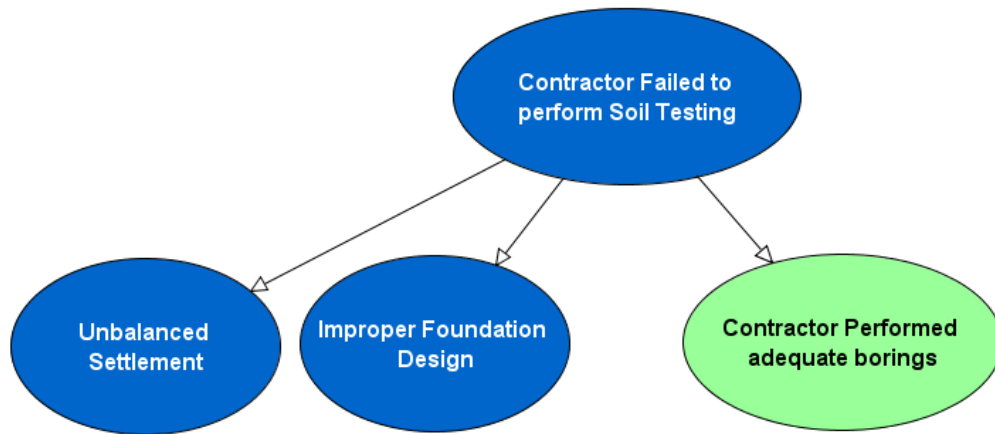 Contractor Failed to
perform Soil Testing
Unbalanced
Settlement
Improper Foundation
Design
Contractor Performed
adequate borings